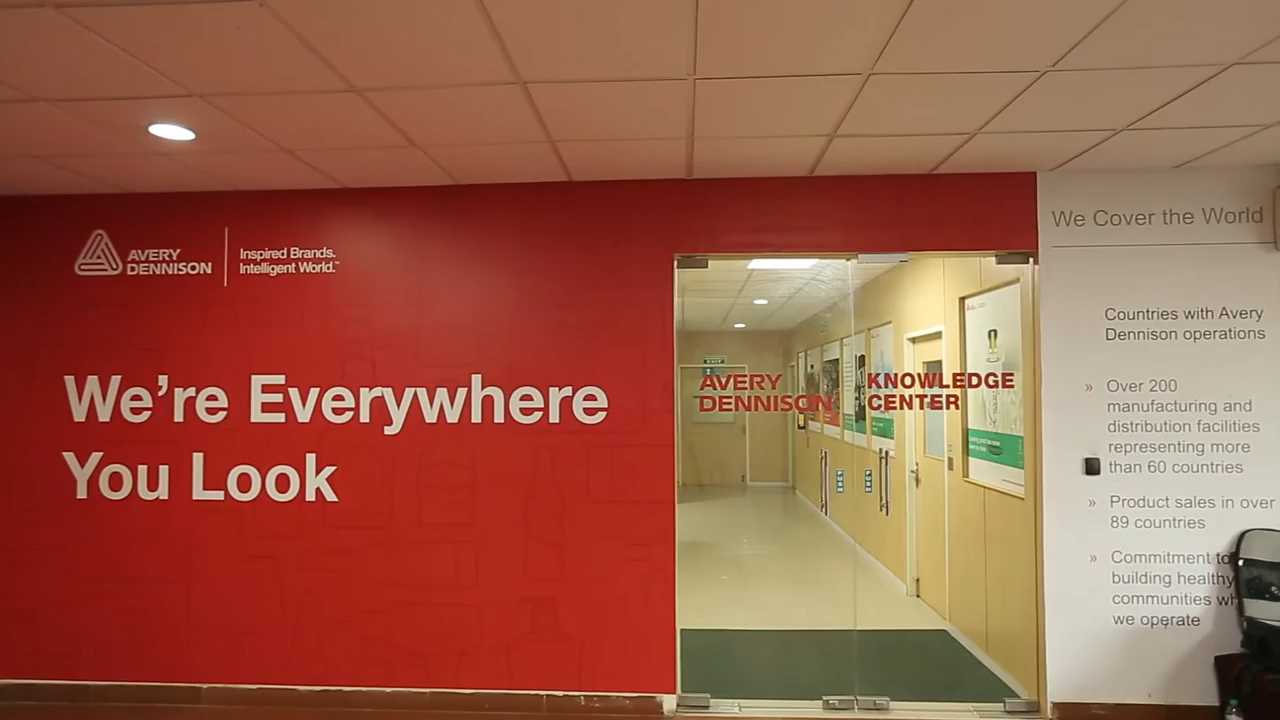 AVERY
DENNISON
Inspired Brands.
Intelligent World.™
We're Everywhere
You Look
EXIT
AVERY
DENNISON
KNOWLEDGE
CENTER
We Cover the World
Countries with Avery
Dennison operations
» Over 200
manufacturing and
distribution facilities
representing more
than 60 countries
» Product sales in over
89 countries
» Commitment to
building healthy
communities wh
we operate